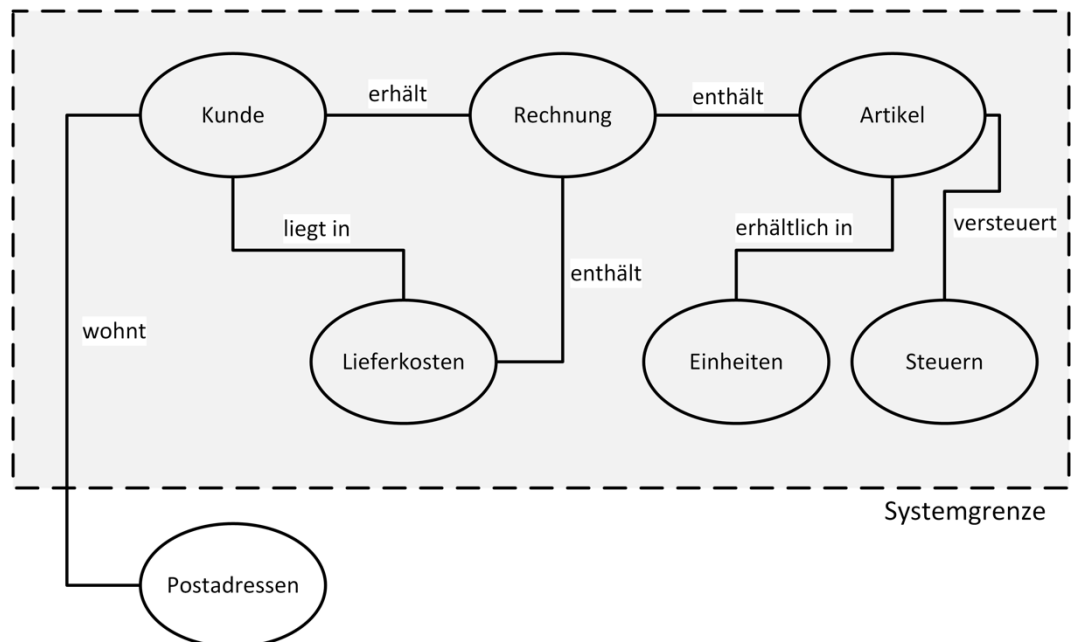 erhält
enthält
Kunde
Rechnung
Artikel
liegt in
erhältlich in
versteuert
enthält
wohnt
Lieferkosten
Einheiten
Steuern
Systemgrenze
Postadressen